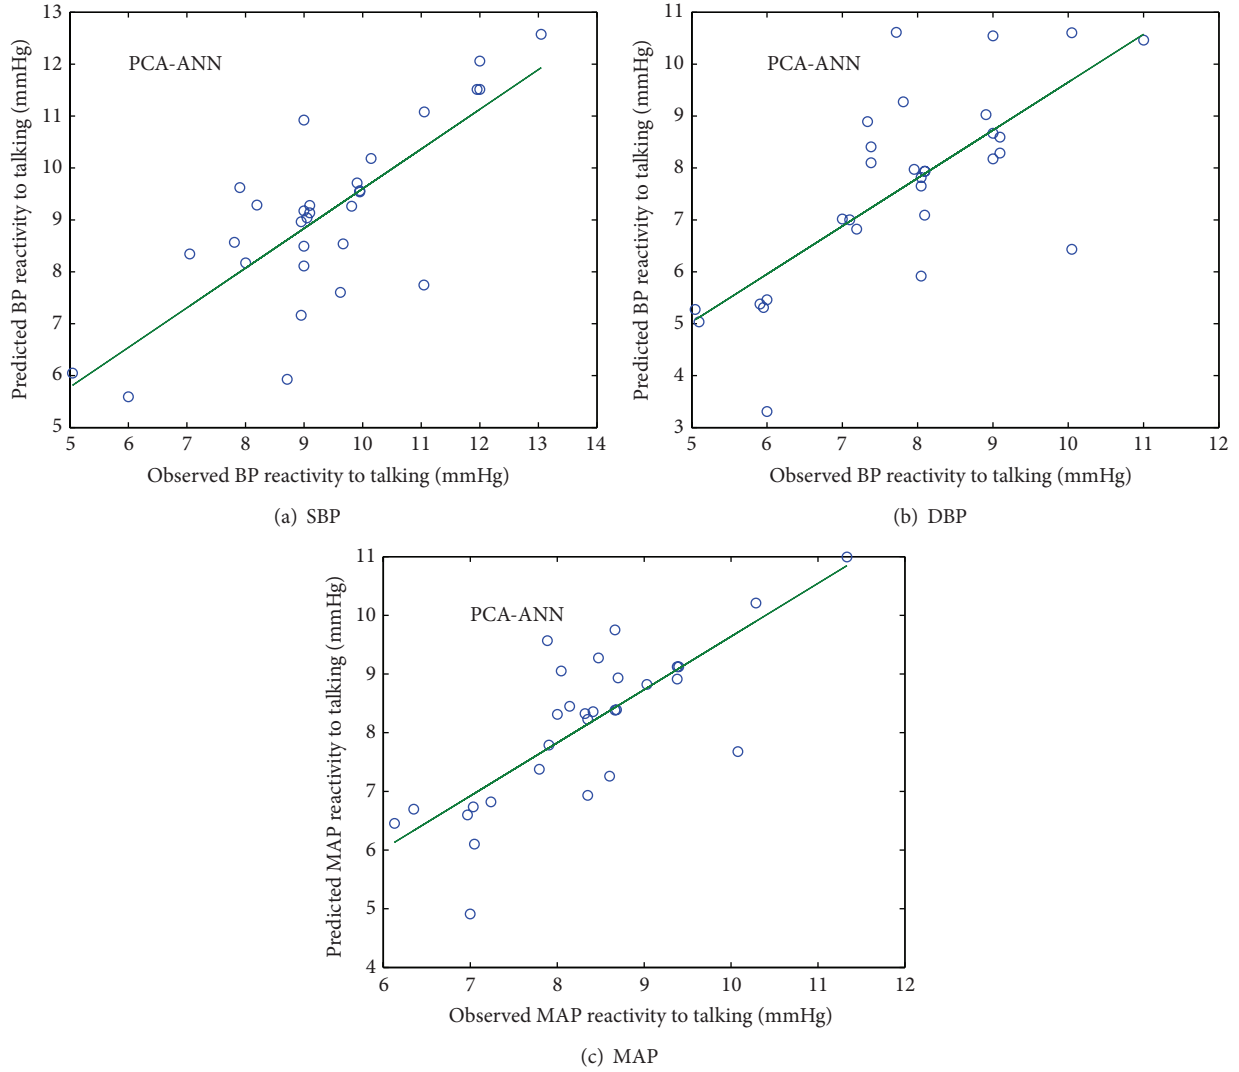 13
12
11
10
9
8
7
6
5
Predicted BP reactivity to talking (mmHg)
PCA-ANN
5 6 7 8 9 10 11 12 13 14
Observed BP reactivity to talking (mmHg)
(a) SBP
11
10
9
8
7
6
5
4
3
Predicted BP reactivity to talking (mmHg)
PCA-ANN
5 6 7 8 9 10 11 12
Observed BP reactivity to talking (mmHg)
(b) DBP
11
10
9
8
7
6
5
4
Predicted MAP reactivity to talking (mmHg)
PCA-ANN
6 7 8 9 10 11 12
Observed MAP reactivity to talking (mmHg)
(c) MAP